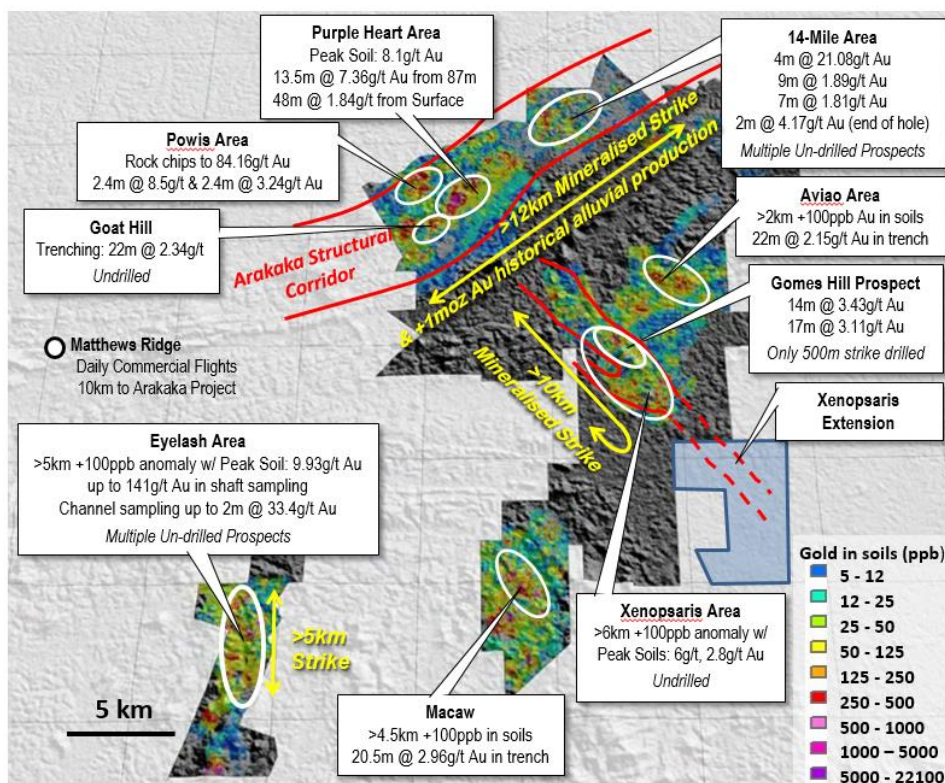 Purple Heart Area
Peak Soil: 8.1g/t Au
13.5m @ 7.36g/t Au from 87m
48m @ 1.84g/t from Surface
14-Mile Area
4m @ 21.08g/t Au
9m @ 1.89g/t Au
7m @ 1.81g/t Au
2m @ 4.17g/t Au (end of hole)
Multiple Un-drilled Prospects
Powis Area
Rock chips to 84.16g/t Au
2.4m @ 8.5g/t & 2.4m @ 3.24g/t Au
Goat Hill
Trenching: 22m @ 2.34g/t
Undrilled
Arakaka Structural
Corridor
>12km Mineralised Strike
& +1moz Au historical alluvial production
Aviao Area
>2km +100ppb Au in soils
22m @ 2.15g/t Au in trench
Gomes Hill Prospect
14m @ 3.43g/t Au
17m @ 3.11g/t Au
Only 500m strike drilled
Matthews Ridge
Daily Commercial Flights
10km to Arakaka Project
>10km
Mineralised Strike
Xenopsaris
Extension
Eyelash Area
>5km +100ppb anomaly w/ Peak Soil: 9.93g/t Au
up to 141g/t Au in shaft sampling
Channel sampling up to 2m @ 33.4g/t Au
Multiple Un-drilled Prospects
>5km
Strike
5 km
Macaw
>4.5km +100ppb in soils
20.5m @ 2.96g/t Au in trench
Xenopsaris Area
>6km +100ppb anomaly w/
Peak Soils: 6g/t, 2.8g/t Au
Undrilled
Gold in soils (ppb)
5 - 12
12 - 25
25 - 50
50 - 125
125 - 250
250 - 500
500 - 1000
1000 – 5000
5000 - 22100